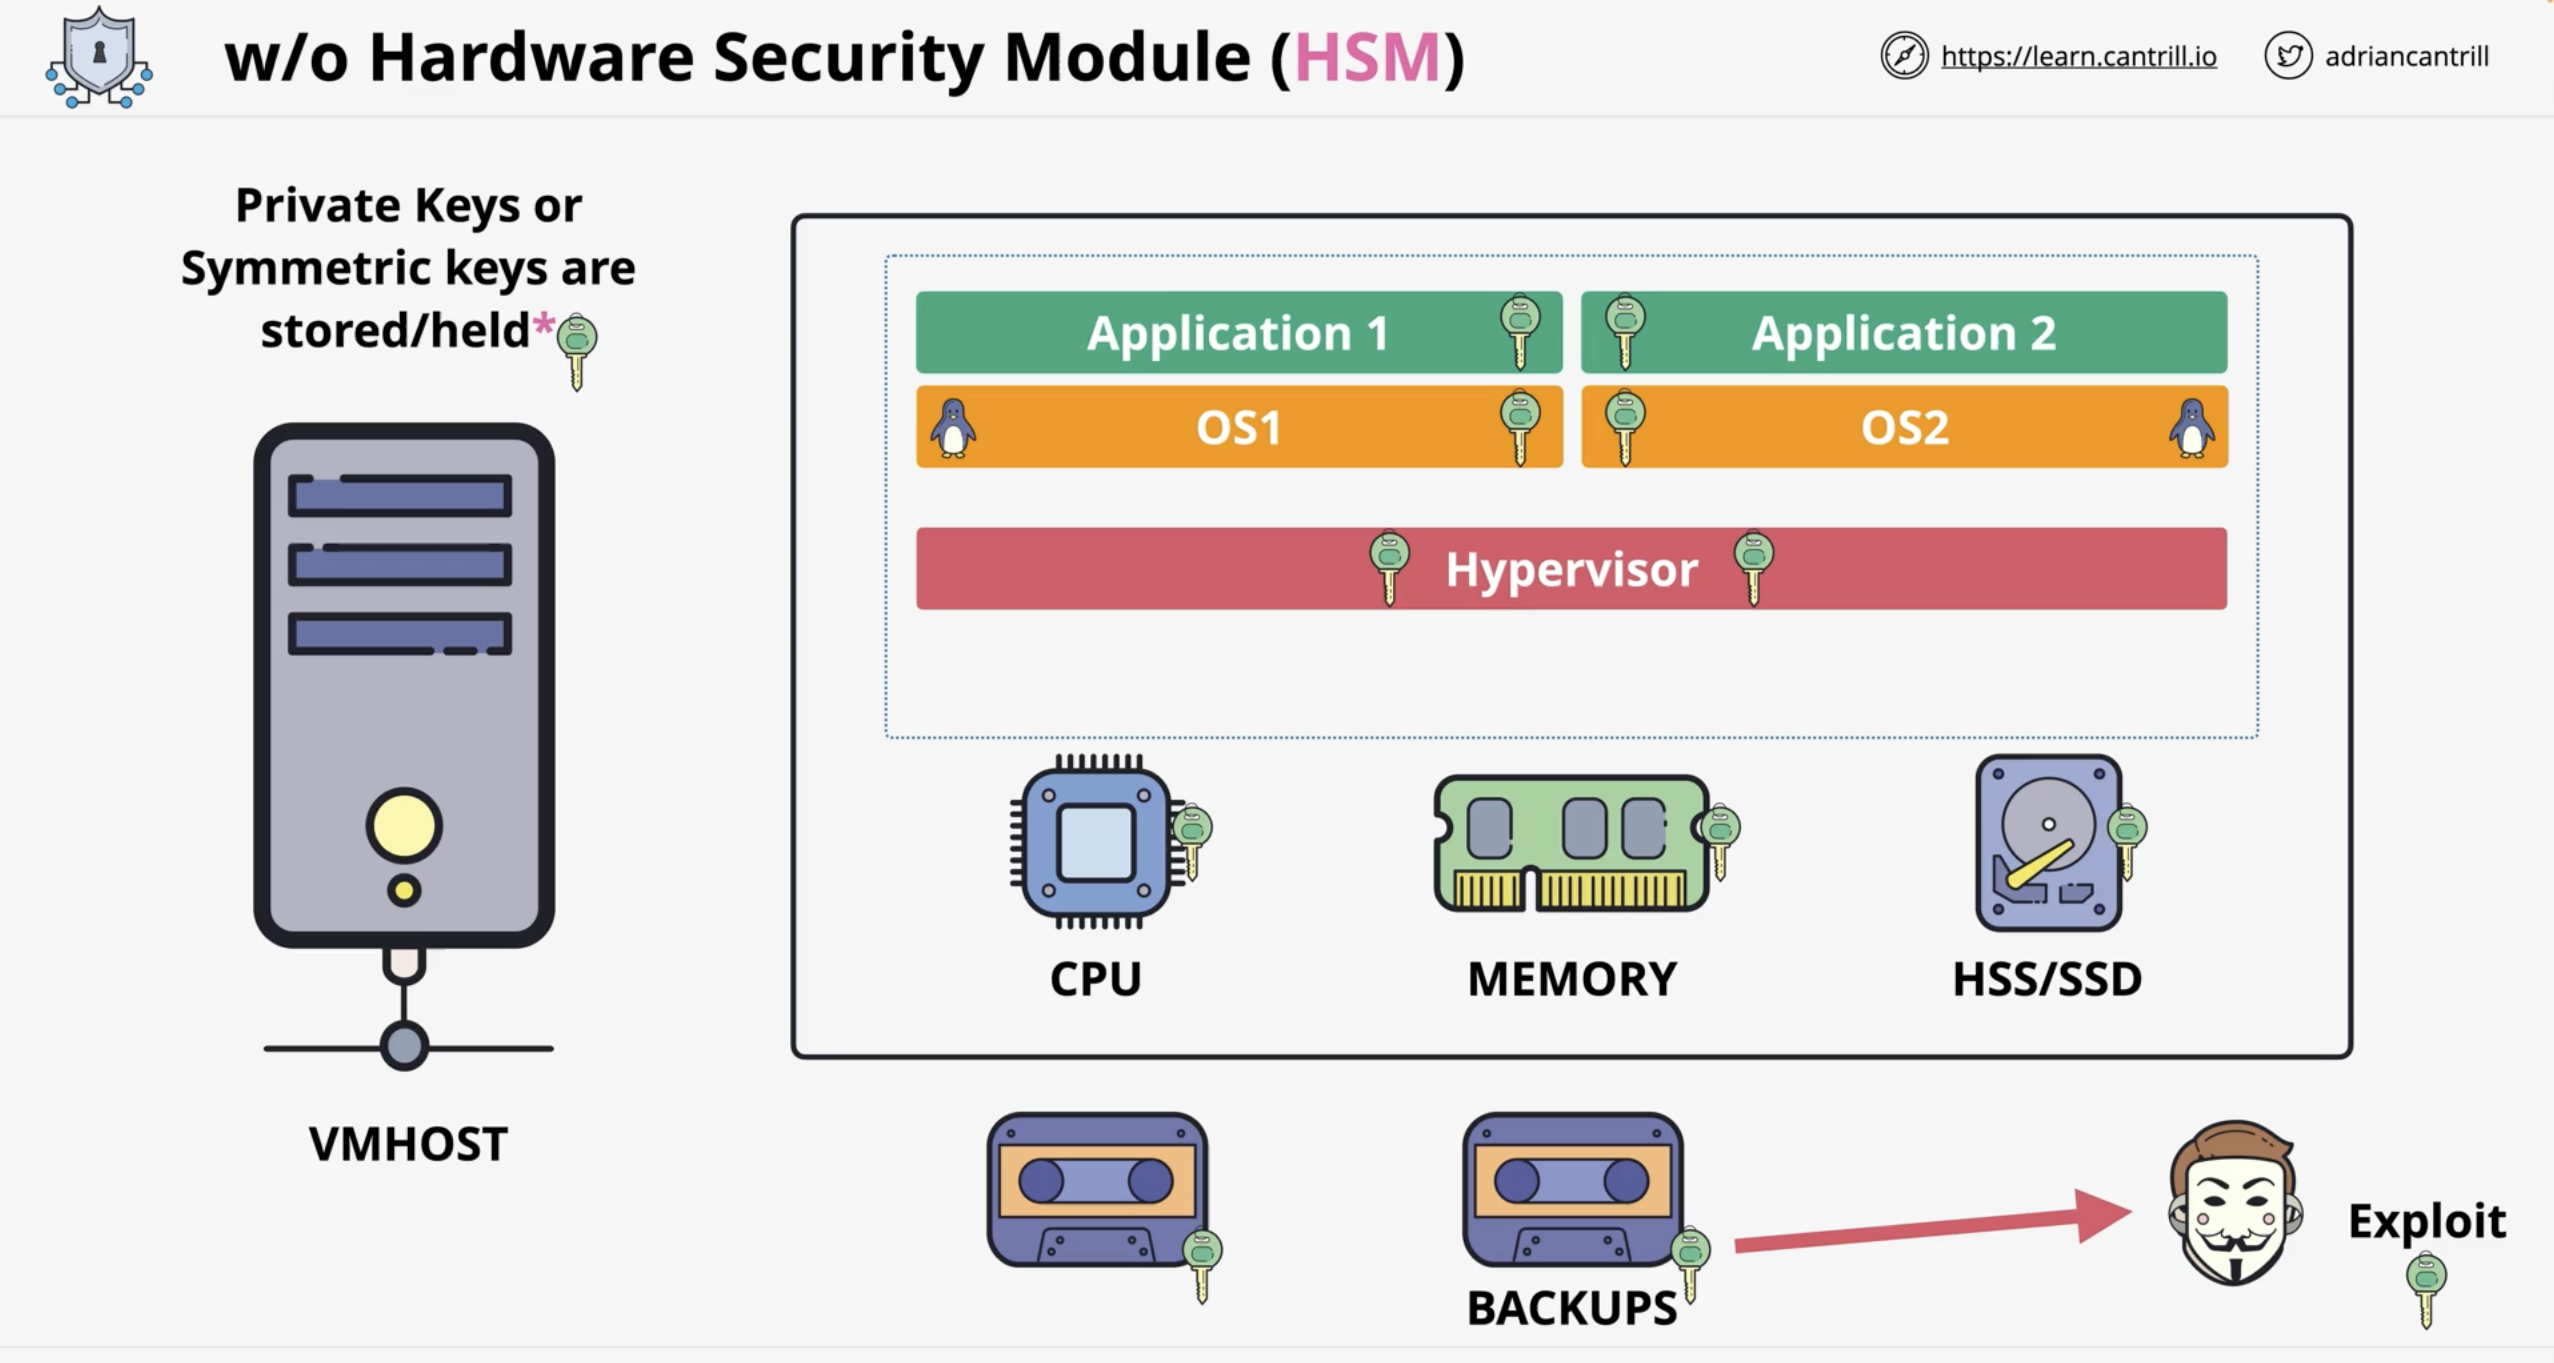 w/o Hardware Security Module (HSM)
https://learn.cantrill.io
adriancantrill
Private Keys or
Symmetric keys are
stored/held*
VMHOST
Application 1
Application 2
OS1
OS2
Hypervisor
CPU
MEMORY
HSS/SSD
BACKUPS
Exploit